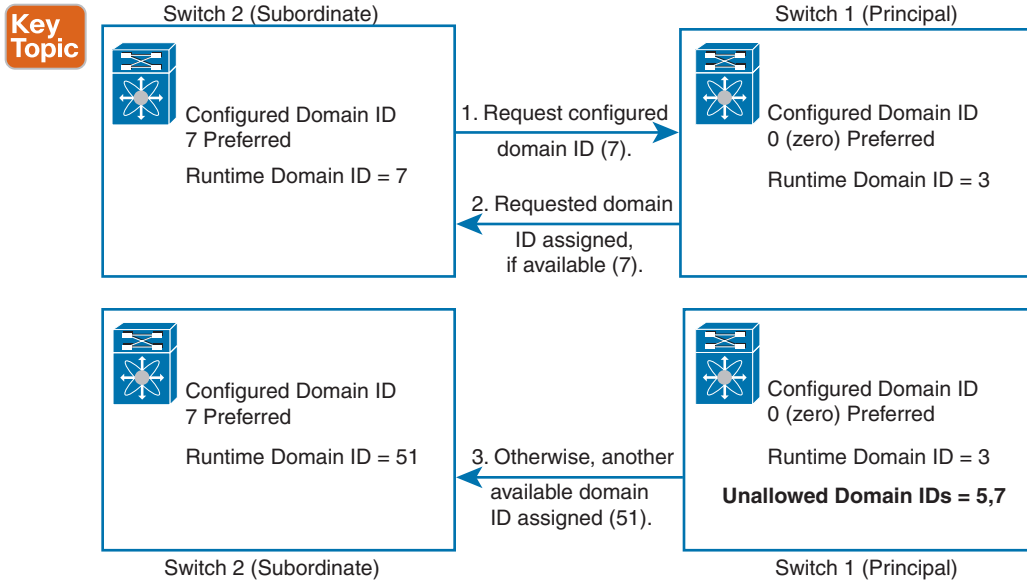 Key
Topic
Switch 2 (Subordinate)
Switch 1 (Principal)
Configured Domain ID
7 Preferred
Runtime Domain ID = 7
1. Request configured
domain ID (7).
2. Requested domain
ID assigned,
if available (7).
Configured Domain ID
0 (zero) Preferred
Runtime Domain ID = 3
Configured Domain ID
7 Preferred
Runtime Domain ID = 51
3. Otherwise, another
available domain
ID assigned (51).
Configured Domain ID
0 (zero) Preferred
Runtime Domain ID = 3
Unallowed Domain IDs = 5,7
Switch 2 (Subordinate)
Switch 1 (Principal)